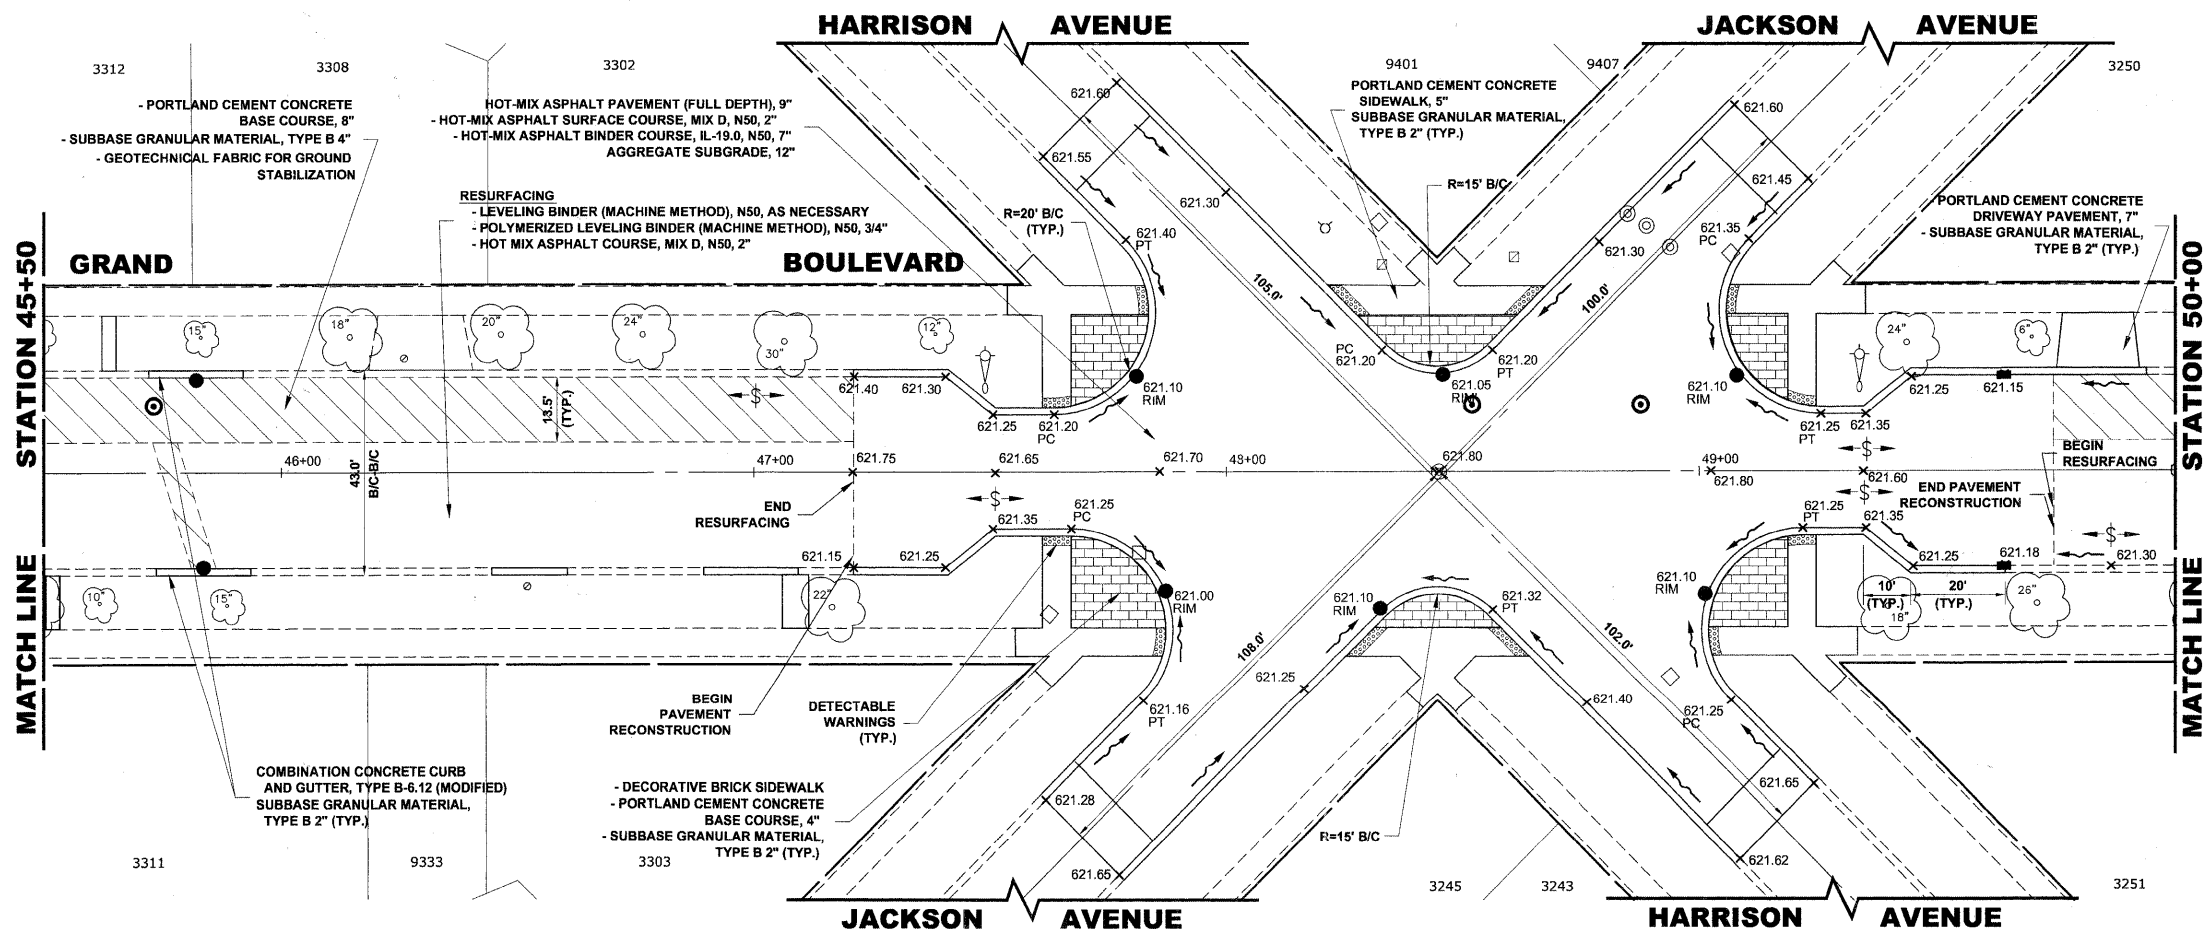 HARRISON AVENUE
JACKSON AVENUE
3312
3308
3302
9401
9407
3250
- PORTLAND CEMENT CONCRETE
BASE COURSE, 8"
- SUBBASE GRANULAR MATERIAL, TYPE B 4"
- GEOTECHNICAL FABRIC FOR GROUND
STABILIZATION
HOT-MIX ASPHALT PAVEMENT (FULL DEPTH), 9"
- HOT-MIX ASPHALT SURFACE COURSE, MIX D, N50, 2"
- HOT-MIX ASPHALT BINDER COURSE, IL-19.0, N50, 7"
AGGREGATE SUBGRADE, 12"
RESURFACING
- LEVELING BINDER (MACHINE METHOD), N50, AS NECESSARY
- POLYMERIZED LEVELING BINDER (MACHINE METHOD), N50, 3/4"
- HOT MIX ASPHALT COURSE, MIX D, N50, 2"
PORTLAND CEMENT CONCRETE
SIDEWALK, 5"
SUBBASE GRANULAR MATERIAL,
TYPE B 2" (TYP.)
- PORTLAND CEMENT CONCRETE
DRIVEWAY PAVEMENT, 7"
- SUBBASE GRANULAR MATERIAL,
TYPE B 2" (TYP.)
621.60
621.55
621.30
621.40
PT
R=20' B/C
(TYP.)
R=15' B/C
621.60
621.45
621.35
PC
621.30
GRAND BOULEVARD
STATION 45+50
MATCH LINE
STATION 50+00
MATCH LINE
105.0'
100.0'
15"
18"
20"
24"
30"
12"
24"
6"
PC
621.20
621.20
PT
621.40
621.30
621.10
RIM
621.05
RIM
621.10
RIM
621.25
621.15
13.5'
(TYP.)
S
621.25
621.20
PC
621.25
PT
621.35
43.0'
B/C-B/C
46+00
47+00
621.75
621.65
621.70
48+00
621.80
49+00
621.80
621.60
S
BEGIN
RESURFACING
END
RESURFACING
S
S
END PAVEMENT
RECONSTRUCTION
621.35
621.25
PC
621.25
PT
621.35
S
621.15
621.25
621.25
621.18
621.30
10"
15"
22"
621.00
RIM
621.10
RIM
621.32
PT
621.10
RIM
10'
(TYP.)
18"
20'
(TYP.)
26"
108.0'
102.0'
621.25
621.40
621.25
PC
621.16
PT
BEGIN
PAVEMENT
RECONSTRUCTION
DETECTABLE
WARNINGS
(TYP.)
COMBINATION CONCRETE CURB
AND GUTTER, TYPE B-6.12 (MODIFIED)
SUBBASE GRANULAR MATERIAL,
TYPE B 2" (TYP.)
- DECORATIVE BRICK SIDEWALK
- PORTLAND CEMENT CONCRETE
BASE COURSE, 4"
- SUBBASE GRANULAR MATERIAL,
TYPE B 2" (TYP.)
621.28
621.65
R=15' B/C
621.65
621.62
3311
9333
3303
3245
3243
3251
JACKSON AVENUE
HARRISON AVENUE